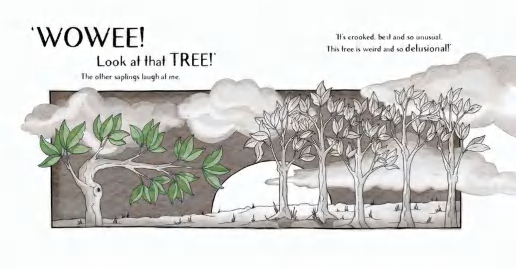 'WOWEE!
Look at that TREE!'
The other saplings laugh at me.
'It's crooked, bent and so unusual.
This tree is weird and so delusional!'